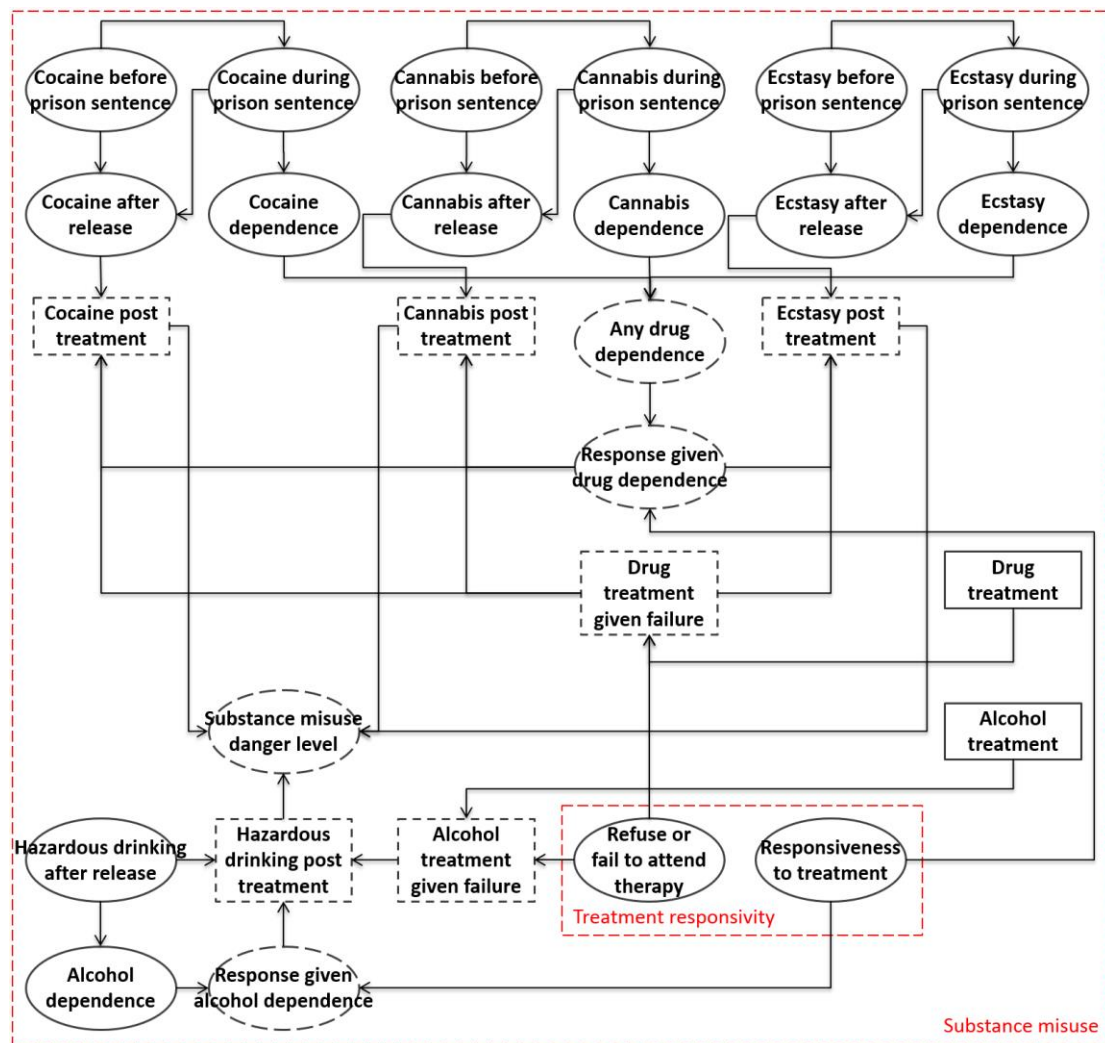 Cocaine before
prison sentence
Cocaine during
prison sentence
Cannabis before
prison sentence
Cannabis during
prison sentence
Ecstasy before
prison sentence
Ecstasy during
prison sentence
Cocaine after
release
Cocaine
dependence
Cannabis after
release
Cannabis
dependence
Ecstasy after
release
Ecstasy
dependence
Cocaine post
treatment
Cannabis post
treatment
Any drug
dependence
Ecstasy post
treatment
Response given
drug dependence
Drug
treatment
given failure
Drug
treatment
Substance misuse
danger level
Alcohol
treatment
Hazardous drinking
after release
Hazardous
drinking post
treatment
Alcohol
treatment
given failure
Refuse or
fail to attend
therapy
Responsiveness
to treatment
Treatment responsivity
Alcohol
dependence
Response given
alcohol dependence
Substance misuse